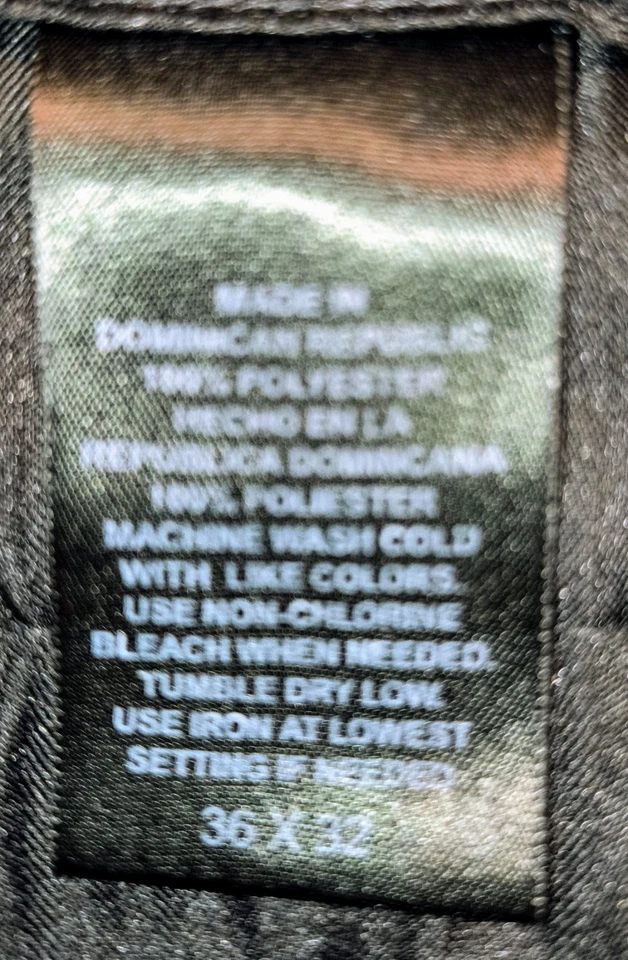 MADE IN
DOMINICAN REPUBLIC
100% POLYESTER
HECHO EN LA
REPUBLICA DOMINICANA
100% POLIESTER
MACHINE WASH COLD
WITH LIKE COLORS.
USE NON-CHLORINE
BLEACH WHEN NEEDED.
TUMBLE DRY LOW.
USE IRON AT LOWEST
SETTING IF NEEDED
36 X 32